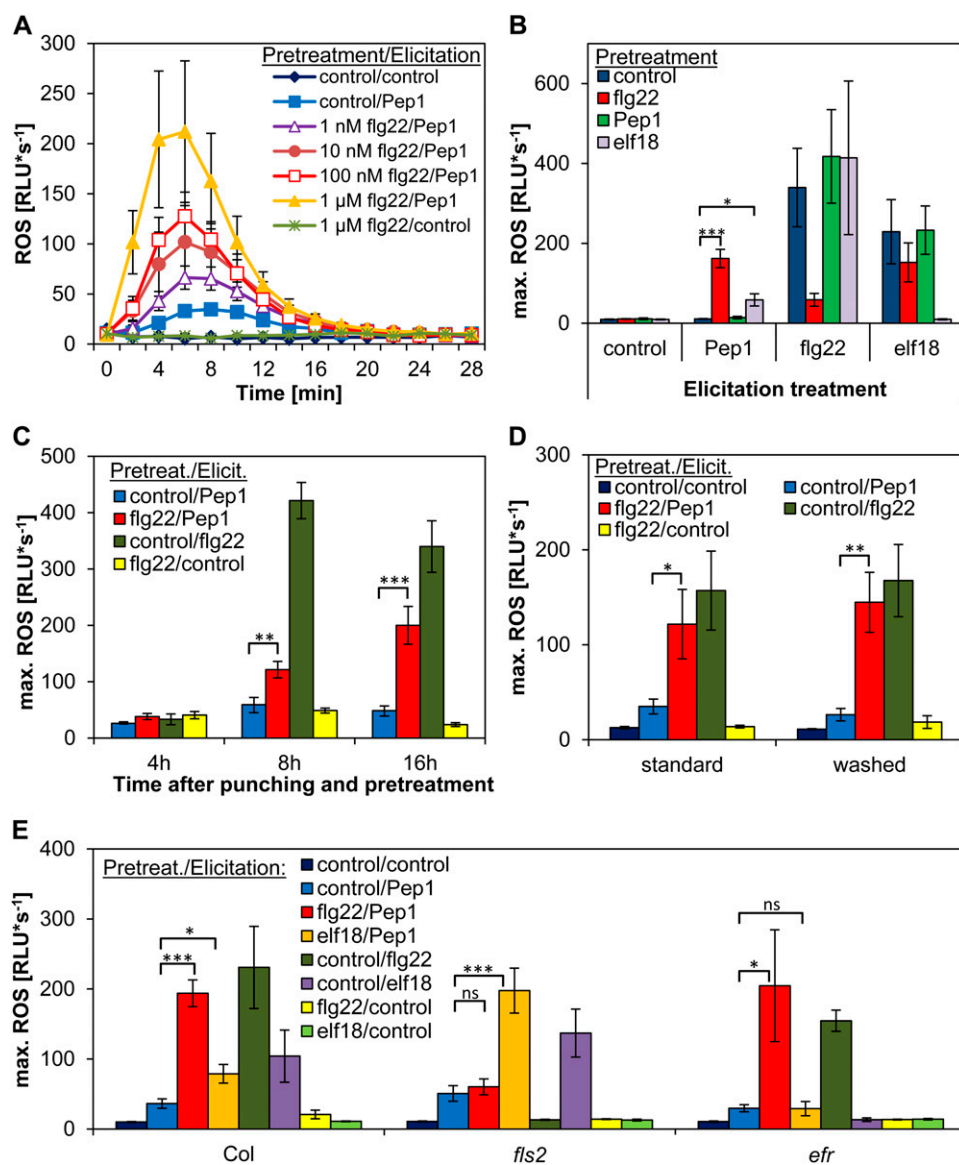 A
ROS [RLU*s-1)
300
250
200
150
100
50
0
0 4 8 12 16 20 24 28
Time [min]
Pretreatment/Elicitation
control/control
control/Pep1
1 nM flg22/Pep1
10 nM flg22/Pep1
100 nM flg22/Pep1
1 µM flg22/Pep1
1 µM flg22/control
B
max. ROS [RLU*s-1]
600
400
200
0
Pretreatment
control
flg22
Pep1
elf18
*
***
control Pep1 flg22 elf18
Elicitation treatment
C
max. ROS [RLU*s-1]
500
400
300
200
100
0
Pretreat./Elicit.
control/Pep1
flg22/Pep1
control/flg22
flg22/control
**
***
4h 8h 16h
Time after punching and pretreatment
D
max. ROS [RLU*s-1]
300
200
100
0
Pretreat./Elicit.
control/control control/Pep1
flg22/Pep1 control/flg22
flg22/control
*
**
standard washed
E
max. ROS [RLU*s-1]
400
300
200
100
0
Pretreat./Elicitation:
control/control
control/Pep1
flg22/Pep1
elf18/Pep1
control/flg22
control/elf18
flg22/control
elf18/control
*
***
***
ns
ns
*
Col fls2 efr